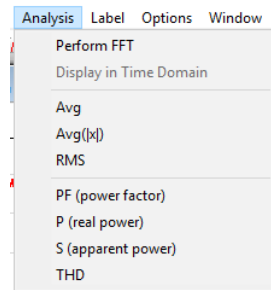 Analysis Label Options Window
Perform FFT
Display in Time Domain
Avg
Avg(|x|)
RMS
PF (power factor)
P (real power)
S (apparent power)
THD